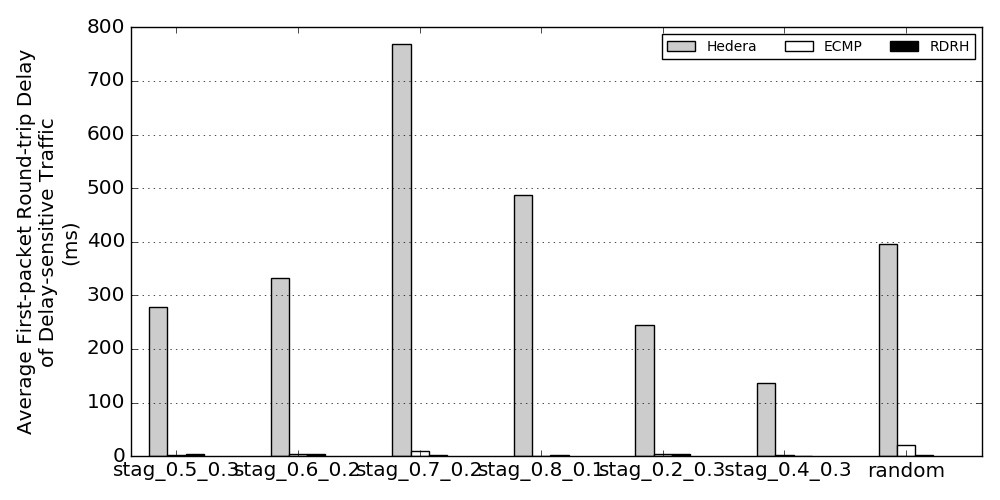 800
700
600
500
400
300
200
100
0
Average First-packet Round-trip Delay
of Delay-sensitive Traffic
(ms)
Hedera ECMP RDRH
stag_0.5_0.3 stag_0.6_0.2 stag_0.7_0.2 stag_0.8_0.1 stag_0.2_0.3 stag_0.4_0.3 random